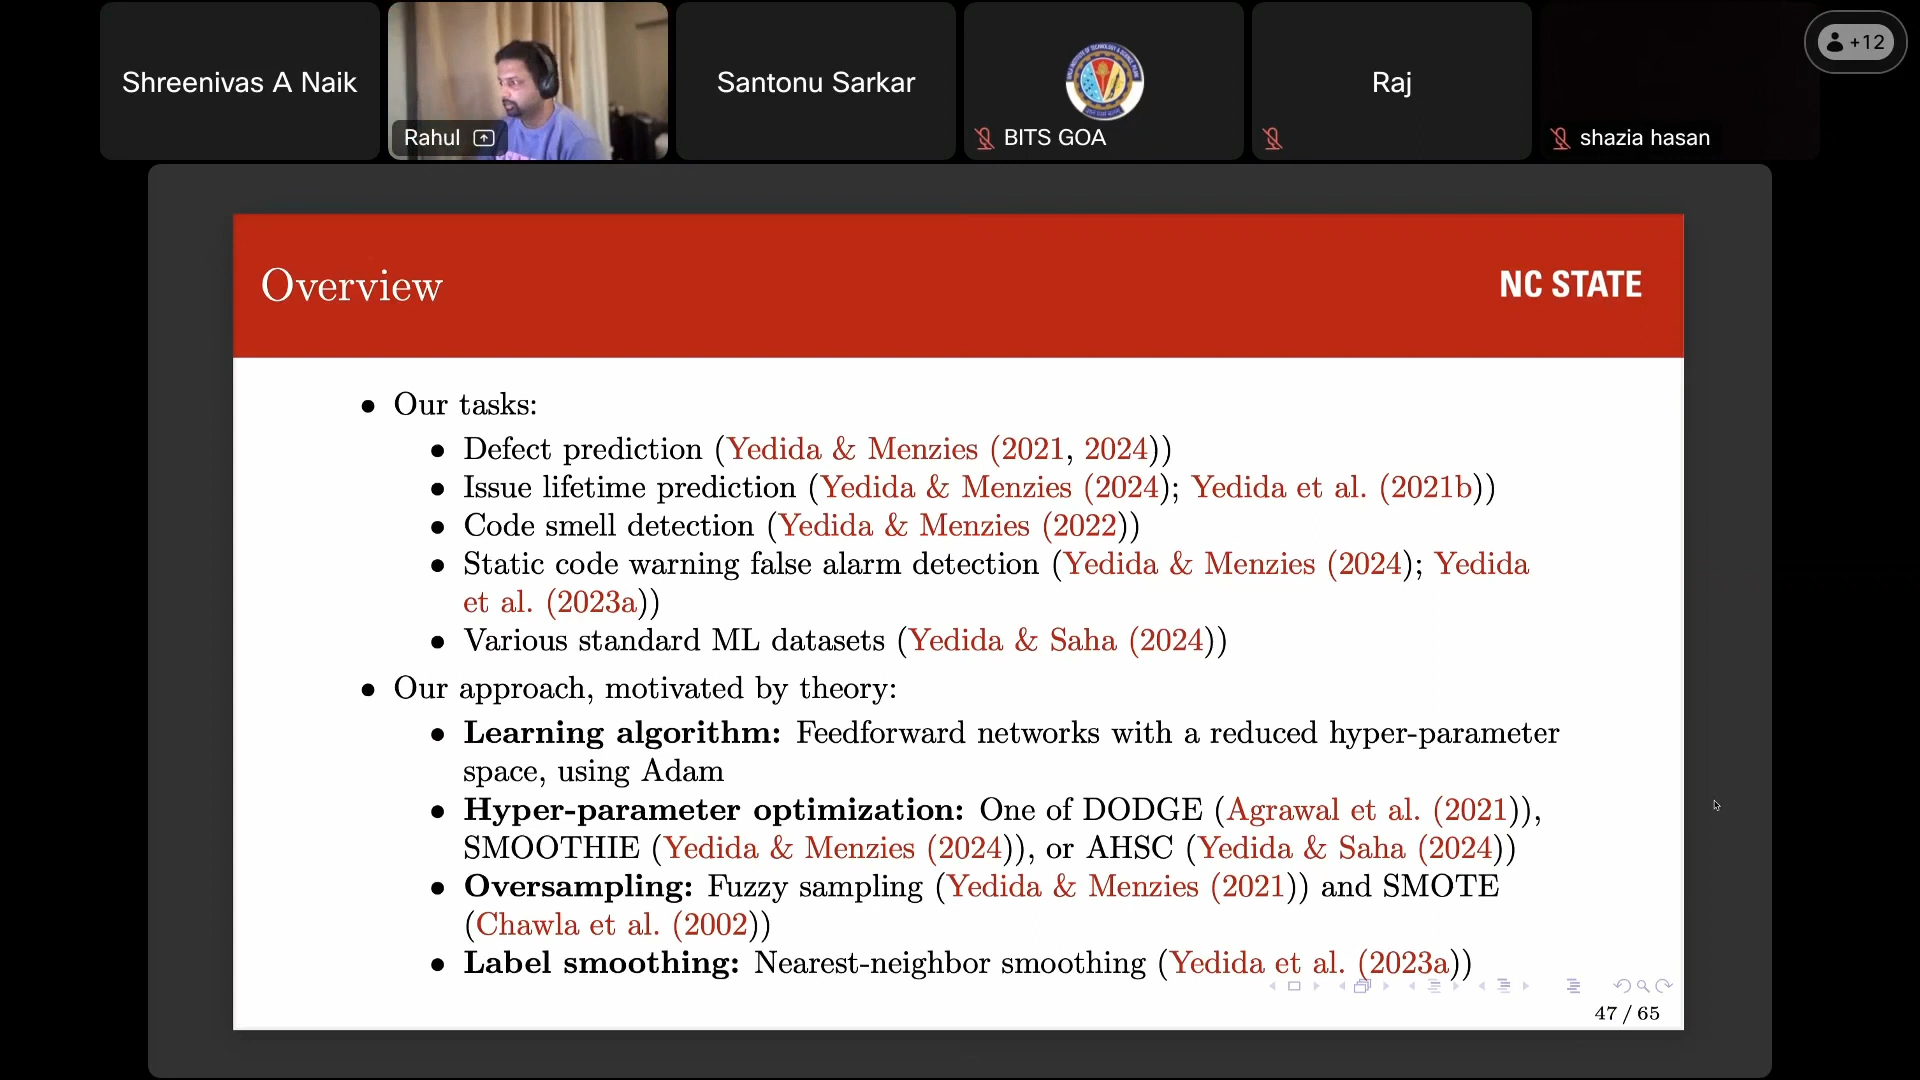 Shreenivas A Naik
Rahul
Santonu Sarkar
BITS GOA
Raj
shazia hasan
+12
Overview
NC STATE
• Our tasks:
• Defect prediction (Yedida & Menzies (2021, 2024))
• Issue lifetime prediction (Yedida & Menzies (2024); Yedida et al. (2021b))
• Code smell detection (Yedida & Menzies (2022))
• Static code warning false alarm detection (Yedida & Menzies (2024); Yedida
et al. (2023a))
• Various standard ML datasets (Yedida & Saha (2024))
• Our approach, motivated by theory:
• Learning algorithm: Feedforward networks with a reduced hyper-parameter
space, using Adam
• Hyper-parameter optimization: One of DODGE (Agrawal et al. (2021)),
SMOOTHIE (Yedida & Menzies (2024)), or AHSC (Yedida & Saha (2024))
• Oversampling: Fuzzy sampling (Yedida & Menzies (2021)) and SMOTE
(Chawla et al. (2002))
• Label smoothing: Nearest-neighbor smoothing (Yedida et al. (2023a))
47 / 65